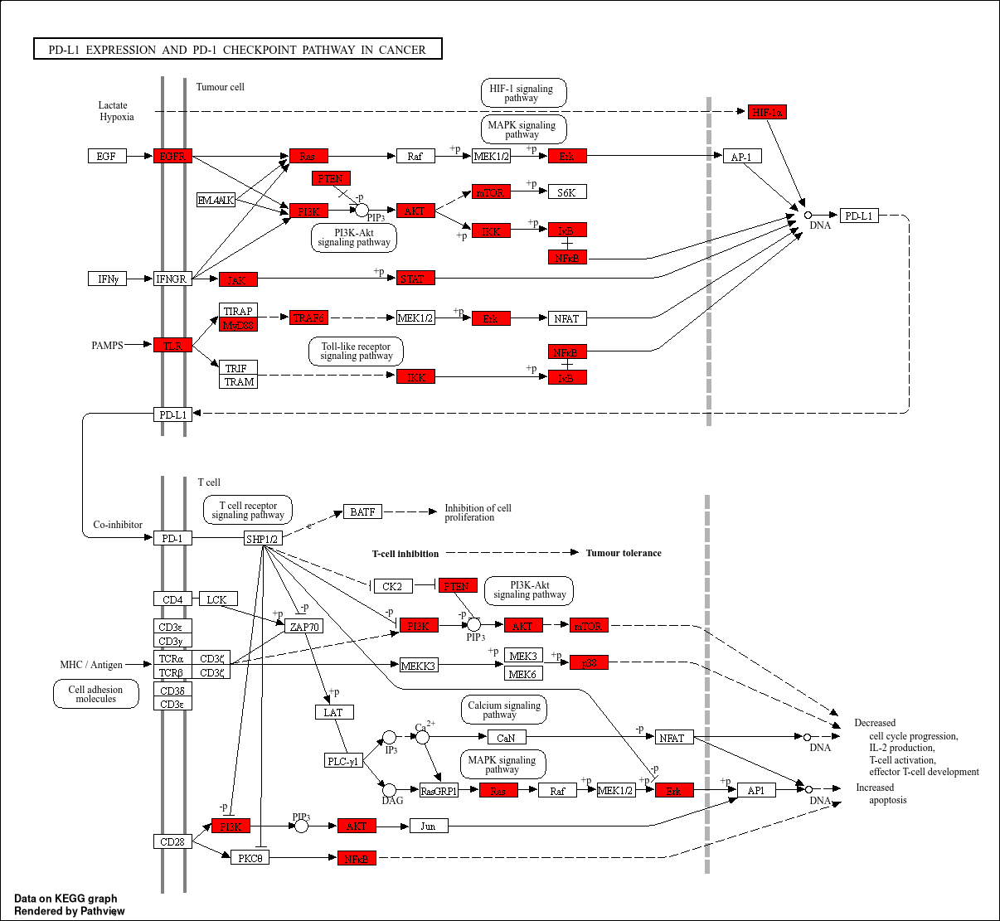 PD-L1 EXPRESSION AND PD-1 CHECKPOINT PATHWAY IN CANCER
Tumour cell
Lactate
Hypoxia
HIF-1 signaling
pathway
HIF-1α
MAPK signaling
pathway
EGF
EGFR
Ras
Raf
+p
MEK1/2
+p
Erk
AP-1
PTEN
-p
EML4ALK
PI3K
PIP3
AKT
mTOR
+p
S6K
PI3K-Akt
signaling pathway
+p
IKK
+p
IκB
NFκB
DNA
PD-L1
IFNγ
IFNGR
JAK
+p
STAT
TIRAP
MyD88
TRAF6
MEK1/2
+p
Erk
NFAT
PAMPS
TLR
Toll-like receptor
signaling pathway
NFκB
TRIF
TRAM
IKK
+p
IκB
PD-L1
T cell
T cell receptor
signaling pathway
BATF
Inhibition of cell
proliferation
e
Co-inhibitor
PD-1
SHP1/2
T-cell inhibition
Tumour tolerance
CK2
PTEN
PI3K-Akt
signaling pathway
CD4
LCK
+p
-p
ZAP70
-p
PI3K
-p
PIP3
AKT
mTOR
CD3ε
CD3γ
TCRα
CD3ζ
TCRβ
CD3ζ
CD3δ
CD3ε
MHC / Antigen
MEKK3
+p
MEK3
MEK6
+p
p38
Cell adhesion
molecules
+p
LAT
Calcium signaling
pathway
Ca2+
IP3
CaN
-p
NFAT
DNA
Decreased
cell cycle progression,
IL-2 production,
T-cell activation,
effector T-cell development
PLC-γ1
MAPK signaling
pathway
DAG
RasGRP1
Ras
Raf
+p
MEK1/2
+p
-p
Erk
+p
AP1
DNA
Increased
apoptosis
-p
PI3K
PIP3
AKT
Jun
CD28
PKCθ
NFκB
Data on KEGG graph
Rendered by Pathview